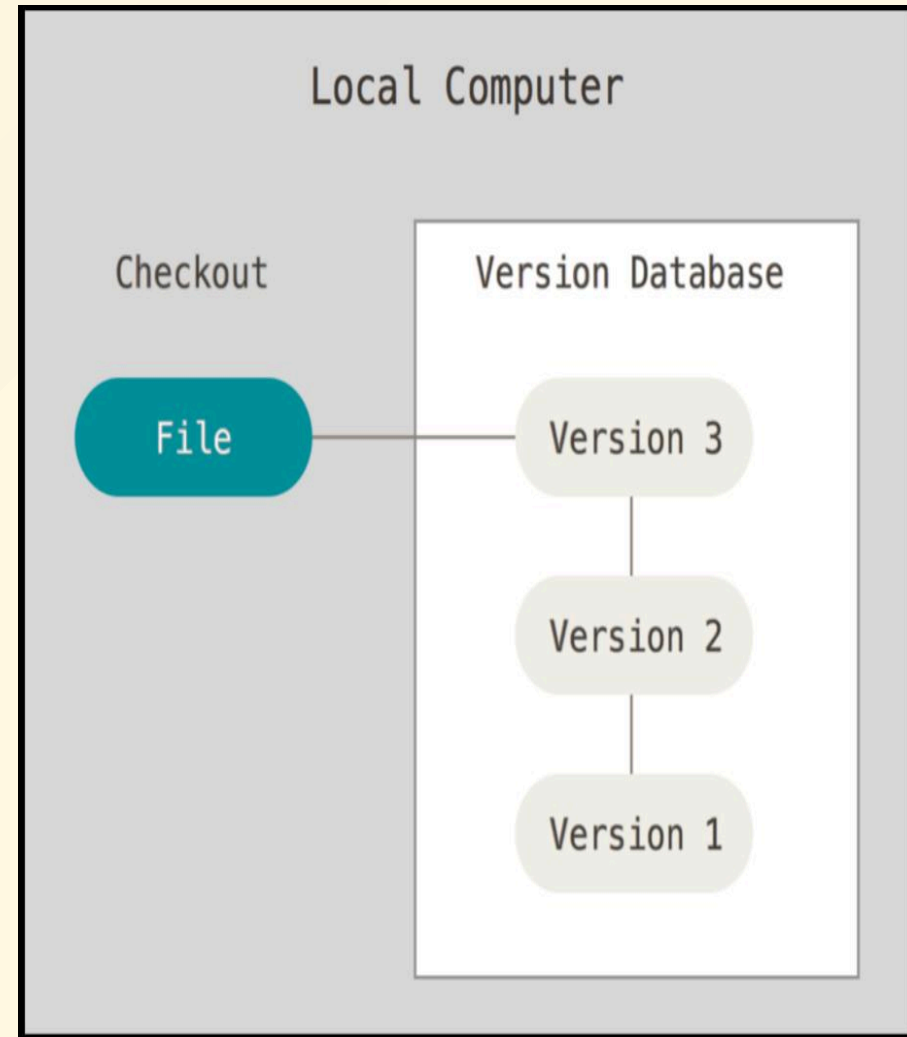 Local Computer
Checkout
Version Database
File
Version 3
Version 2
Version 1